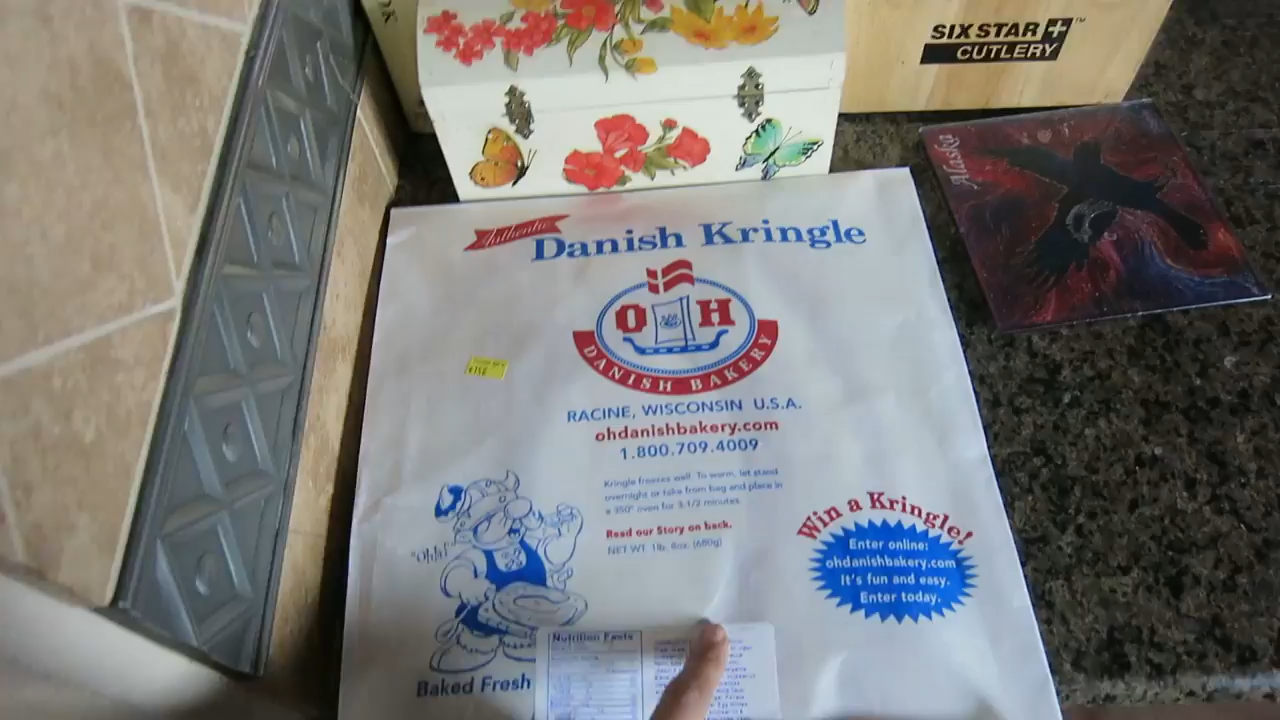 SIX STAR +™
CUTLERY
Alaska
Authentic
Danish Kringle
O H
DANISH BAKERY
RACINE, WISCONSIN U.S.A.
ohdanishbakery.com
1.800.709.4009
Kringle freezes well. To warm, let stand
overnight or take from bag and place in
a 350° oven for 3-1/2 minutes.
Read our Story on back.
NET WT. 1lb. 8oz. (680g)
"Ohla!"
Baked Fresh
Win a Kringle!
Enter online:
ohdanishbakery.com
It's fun and easy.
Enter today.
Nutrition Facts